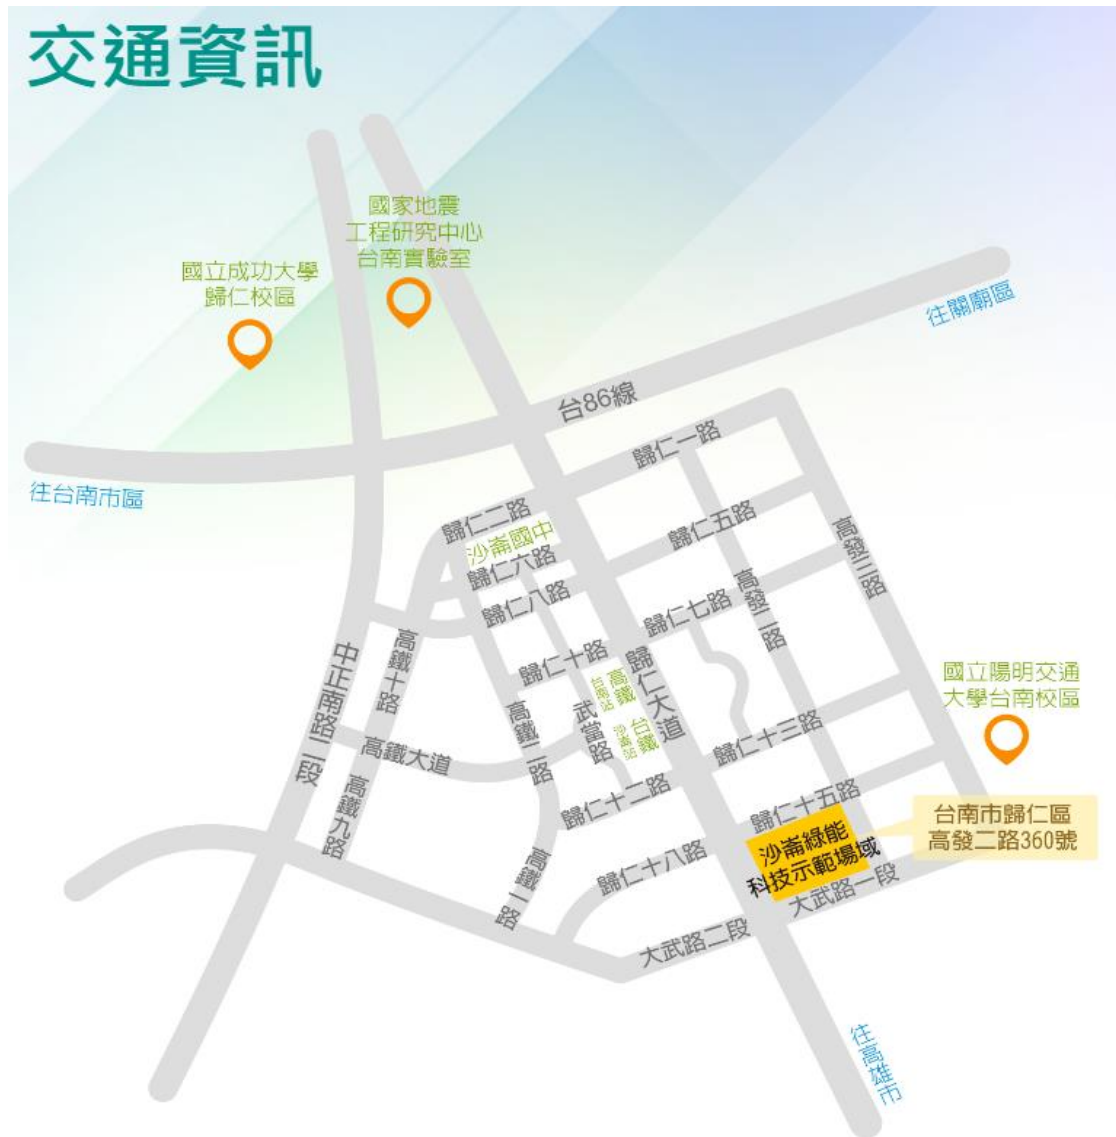 交通資訊
國家地震
工程研究中心
台南實驗室
國立成功大學
歸仁校區
往關廟區
台86線
往台南市區
歸仁一路
歸仁二路
沙崙國中
歸仁五路
歸仁六路
高發三路
歸仁八路
歸仁七路
高發二路
高鐵十路
中正南路二段
歸仁十路
歸仁大道
高鐵
台南站
國立陽明交通
大學台南校區
高鐵二路
武當路
台鐵
沙崙站
歸仁十三路
高鐵大道
高鐵九路
歸仁十二路
歸仁十五路
台南市歸仁區
高發二路360號
沙崙綠能
科技示範場域
歸仁十八路
高鐵一路
大武路一段
大武路二段
往高雄市